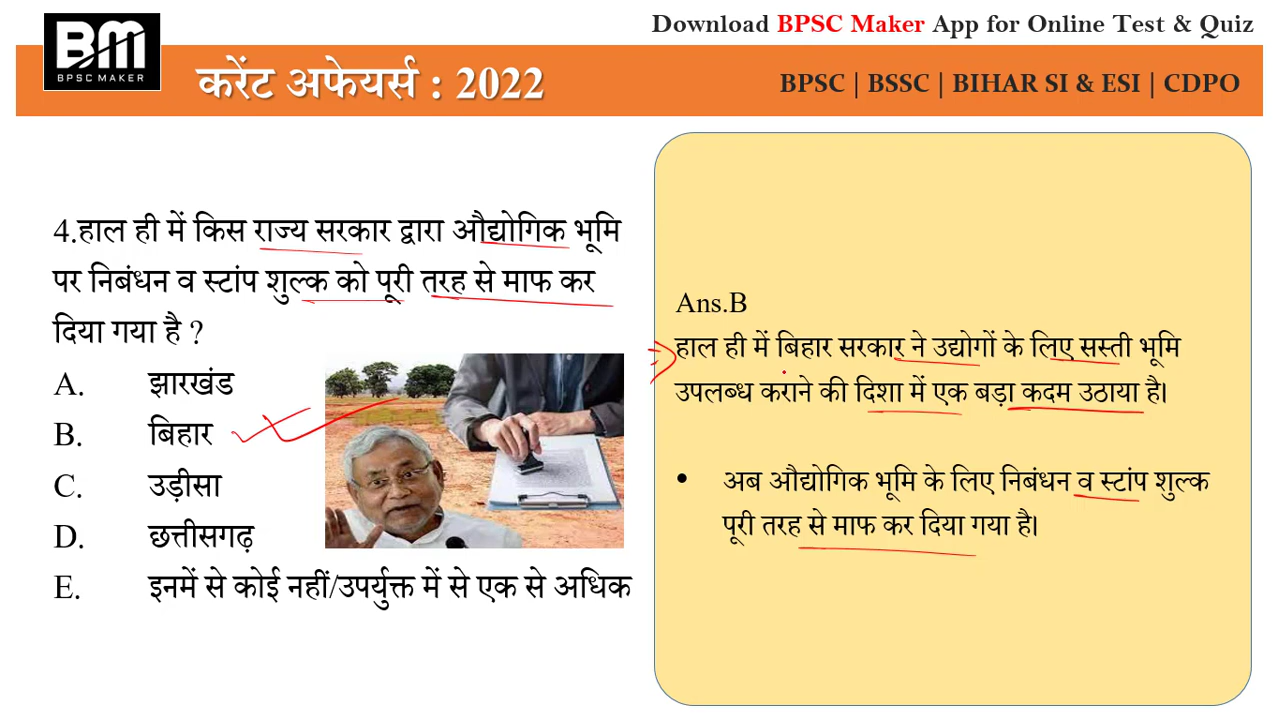 Download BPSC Maker App for Online Test & Quiz
BM
BPSC MAKER
करेंट अफेयर्स : 2022
BPSC | BSSC | BIHAR SI & ESI | CDPO
4.हाल ही में किस राज्य सरकार द्वारा औद्योगिक भूमि
पर निबंधन व स्टांप शुल्क को पूरी तरह से माफ कर
दिया गया है ?
A. झारखंड
B. बिहार
C. उड़ीसा
D. छत्तीसगढ़
E. इनमें से कोई नहीं/उपर्युक्त में से एक से अधिक
Ans.B
हाल ही में बिहार सरकार ने उद्योगों के लिए सस्ती भूमि
उपलब्ध कराने की दिशा में एक बड़ा कदम उठाया है।
• अब औद्योगिक भूमि के लिए निबंधन व स्टांप शुल्क
पूरी तरह से माफ कर दिया गया है।